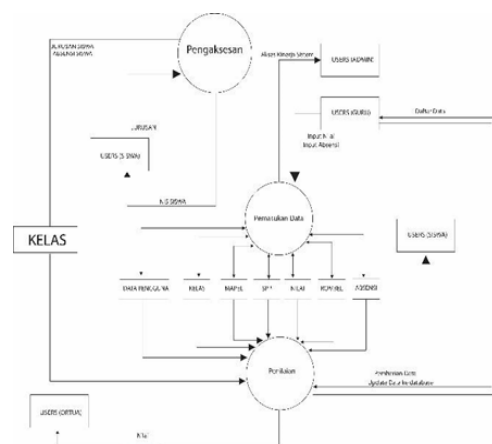 JURUSAN SISWA
ABSENSI SISWA
Pengaksesan
Akses Kinerja Sistem
USERS (ADMIN)
USERS (GURU)
Daftar Data
Input Nilai
Input Absensi
JURUSAN
USERS (SISWA)
NIS SISWA
Pemasukan Data
USERS (SISWA)
KELAS
DATA PENGGUNA
KELAS
MAPEL
SPP
NILAI
ABSENSI
Penilaian
Pemberian Data
Update Data ke database
USERS (ORTUA)
Nilai